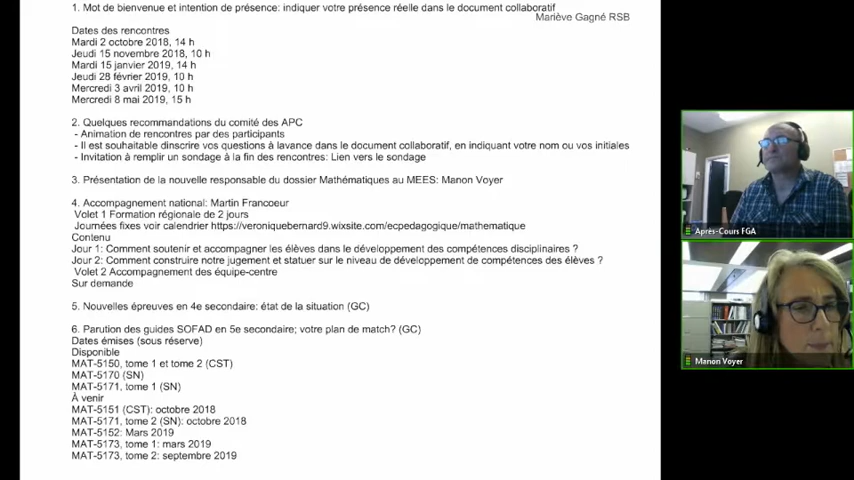 1. Mot de bienvenue et intention de présence: indiquer votre présence réelle dans le document collaboratif
Mariève Gagné RSB
Dates des rencontres
Mardi 2 octobre 2018, 14 h
Jeudi 15 novembre 2018, 10 h
Mardi 15 janvier 2019, 14 h
Jeudi 28 février 2019, 10 h
Mercredi 3 avril 2019, 10 h
Mercredi 8 mai 2019, 15 h
2. Quelques recommandations du comité des APC
- Animation de rencontres par des participants
- Il est souhaitable dinscrire vos questions à lavance dans le document collaboratif, en indiquant votre nom ou vos initiales
- Invitation à remplir un sondage à la fin des rencontres: Lien vers le sondage
3. Présentation de la nouvelle responsable du dossier Mathématiques au MEES: Manon Voyer
4. Accompagnement national: Martin Francoeur
Volet 1 Formation régionale de 2 jours
Journées fixes voir calendrier https://veroniquebernard9.wixsite.com/ecpedagogique/mathematique
Contenu
Jour 1: Comment soutenir et accompagner les élèves dans le développement des compétences disciplinaires ?
Jour 2: Comment construire notre jugement et statuer sur le niveau de développement de compétences des élèves ?
Volet 2 Accompagnement des équipe-centre
Sur demande
5. Nouvelles épreuves en 4e secondaire: état de la situation (GC)
6. Parution des guides SOFAD en 5e secondaire; votre plan de match? (GC)
Dates émises (sous réserve)
Disponible
MAT-5150, tome 1 et tome 2 (CST)
MAT-5170 (SN)
MAT-5171, tome 1 (SN)
À venir
MAT-5151 (CST): octobre 2018
MAT-5171, tome 2 (SN): octobre 2018
MAT-5152: Mars 2019
MAT-5173, tome 1: mars 2019
MAT-5173, tome 2: septembre 2019
Après-Cours FGA
Manon Voyer